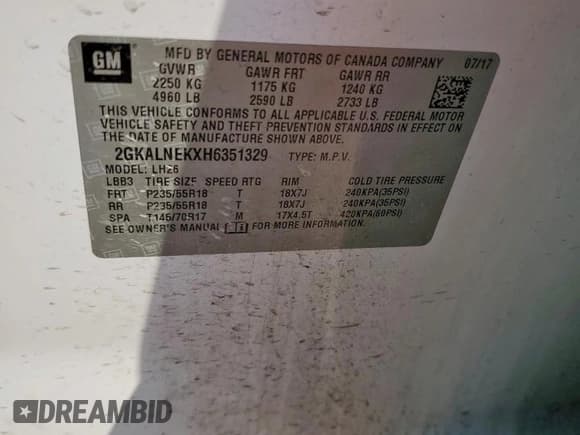 GM
MFD BY GENERAL MOTORS OF CANADA COMPANY 07/17
GVWR GAWR FRT GAWR RR
2250 KG 1175 KG 1240 KG
4960 LB 2590 LB 2733 LB
THIS VEHICLE CONFORMS TO ALL APPLICABLE U.S. FEDERAL MOTOR
VEHICLE SAFETY AND THEFT PREVENTION STANDARDS IN EFFECT ON
THE DATE OF MANUFACTURE SHOWN ABOVE.
2GKALNEKXH6351329 TYPE: M.P.V.
MODEL: LH26
LBB3 TIRE SIZE SPEED RTG RIM COLD TIRE PRESSURE
FRT P235/55R18 T 18X7J 240KPA(35PSI)
RR P235/55R18 T 18X7J 240KPA(35PSI)
SPA T145/70R17 M 17X4.5T 420KPA(60PSI)
SEE OWNER'S MANUAL FOR MORE INFORMATION.
DREAMBID